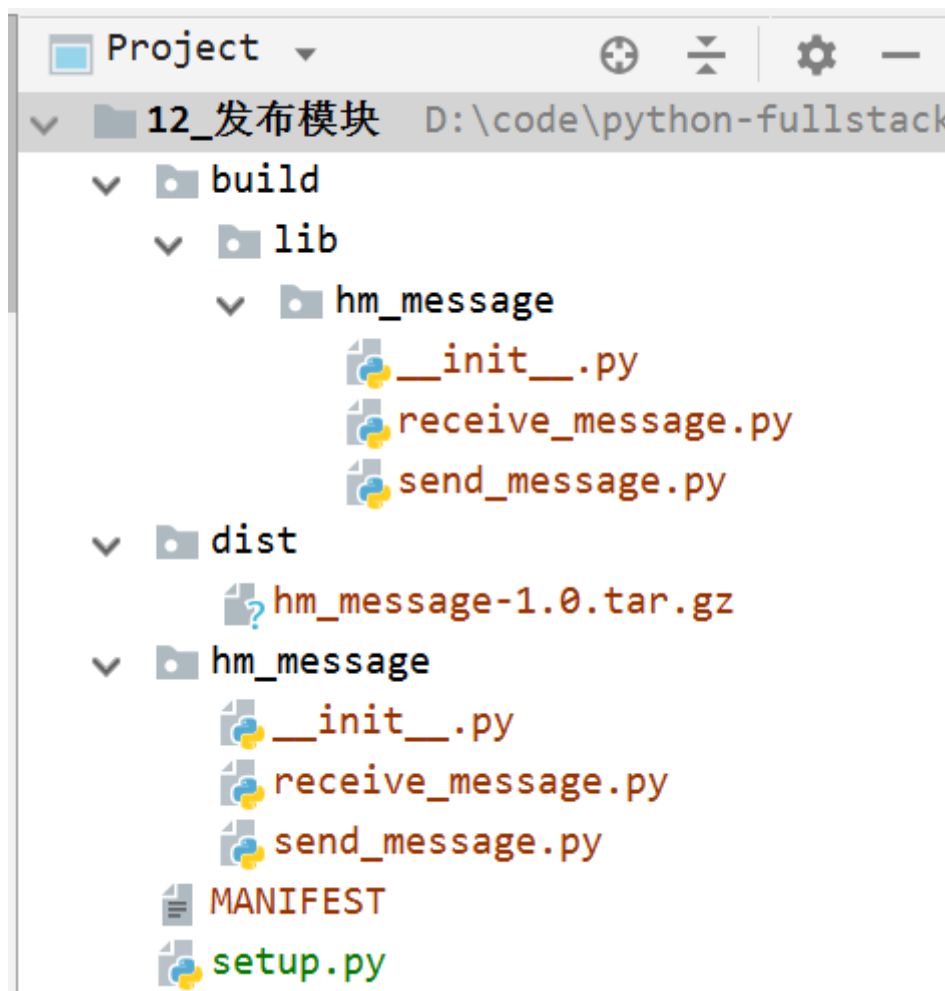 Project
12_发布模块 D:\code\python-fullstack
build
lib
hm_message
__init__.py
receive_message.py
send_message.py
dist
hm_message-1.0.tar.gz
hm_message
__init__.py
receive_message.py
send_message.py
MANIFEST
setup.py